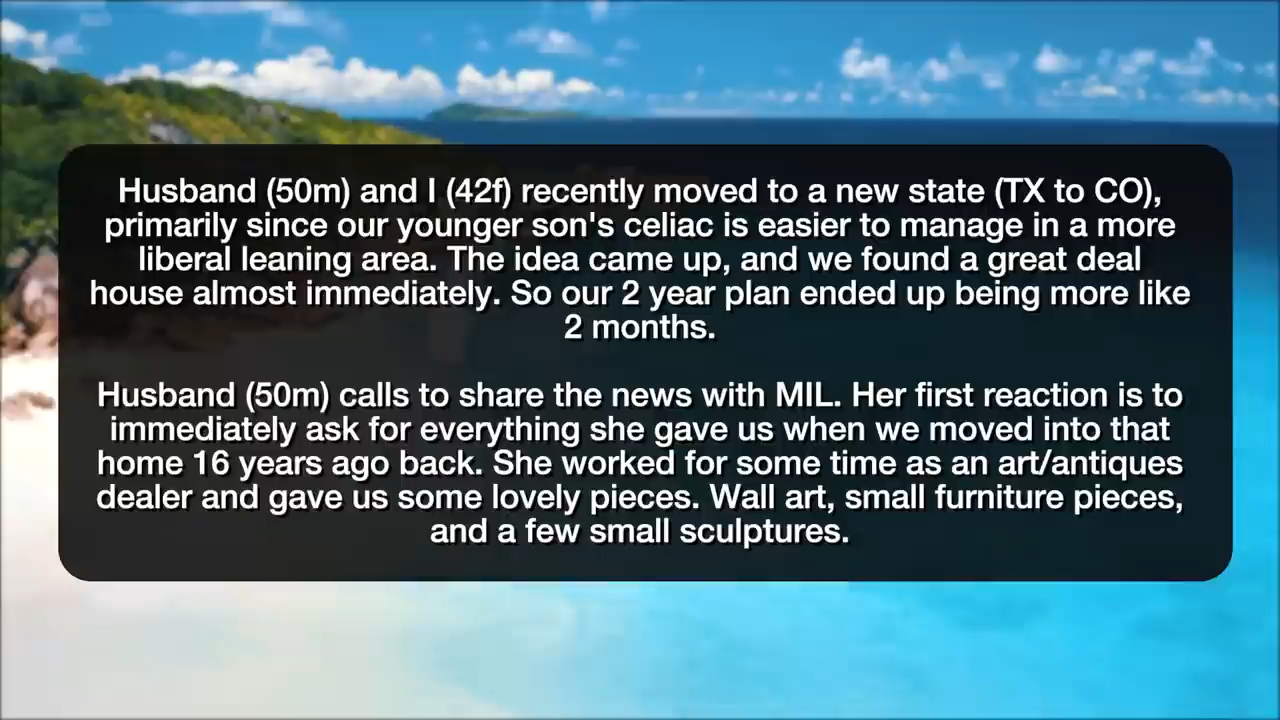 Husband (50m) and I (42f) recently moved to a new state (TX to CO),
primarily since our younger son's celiac is easier to manage in a more
liberal leaning area. The idea came up, and we found a great deal
house almost immediately. So our 2 year plan ended up being more like
2 months.
Husband (50m) calls to share the news with MIL. Her first reaction is to
immediately ask for everything she gave us when we moved into that
home 16 years ago back. She worked for some time as an art/antiques
dealer and gave us some lovely pieces. Wall art, small furniture pieces,
and a few small sculptures.